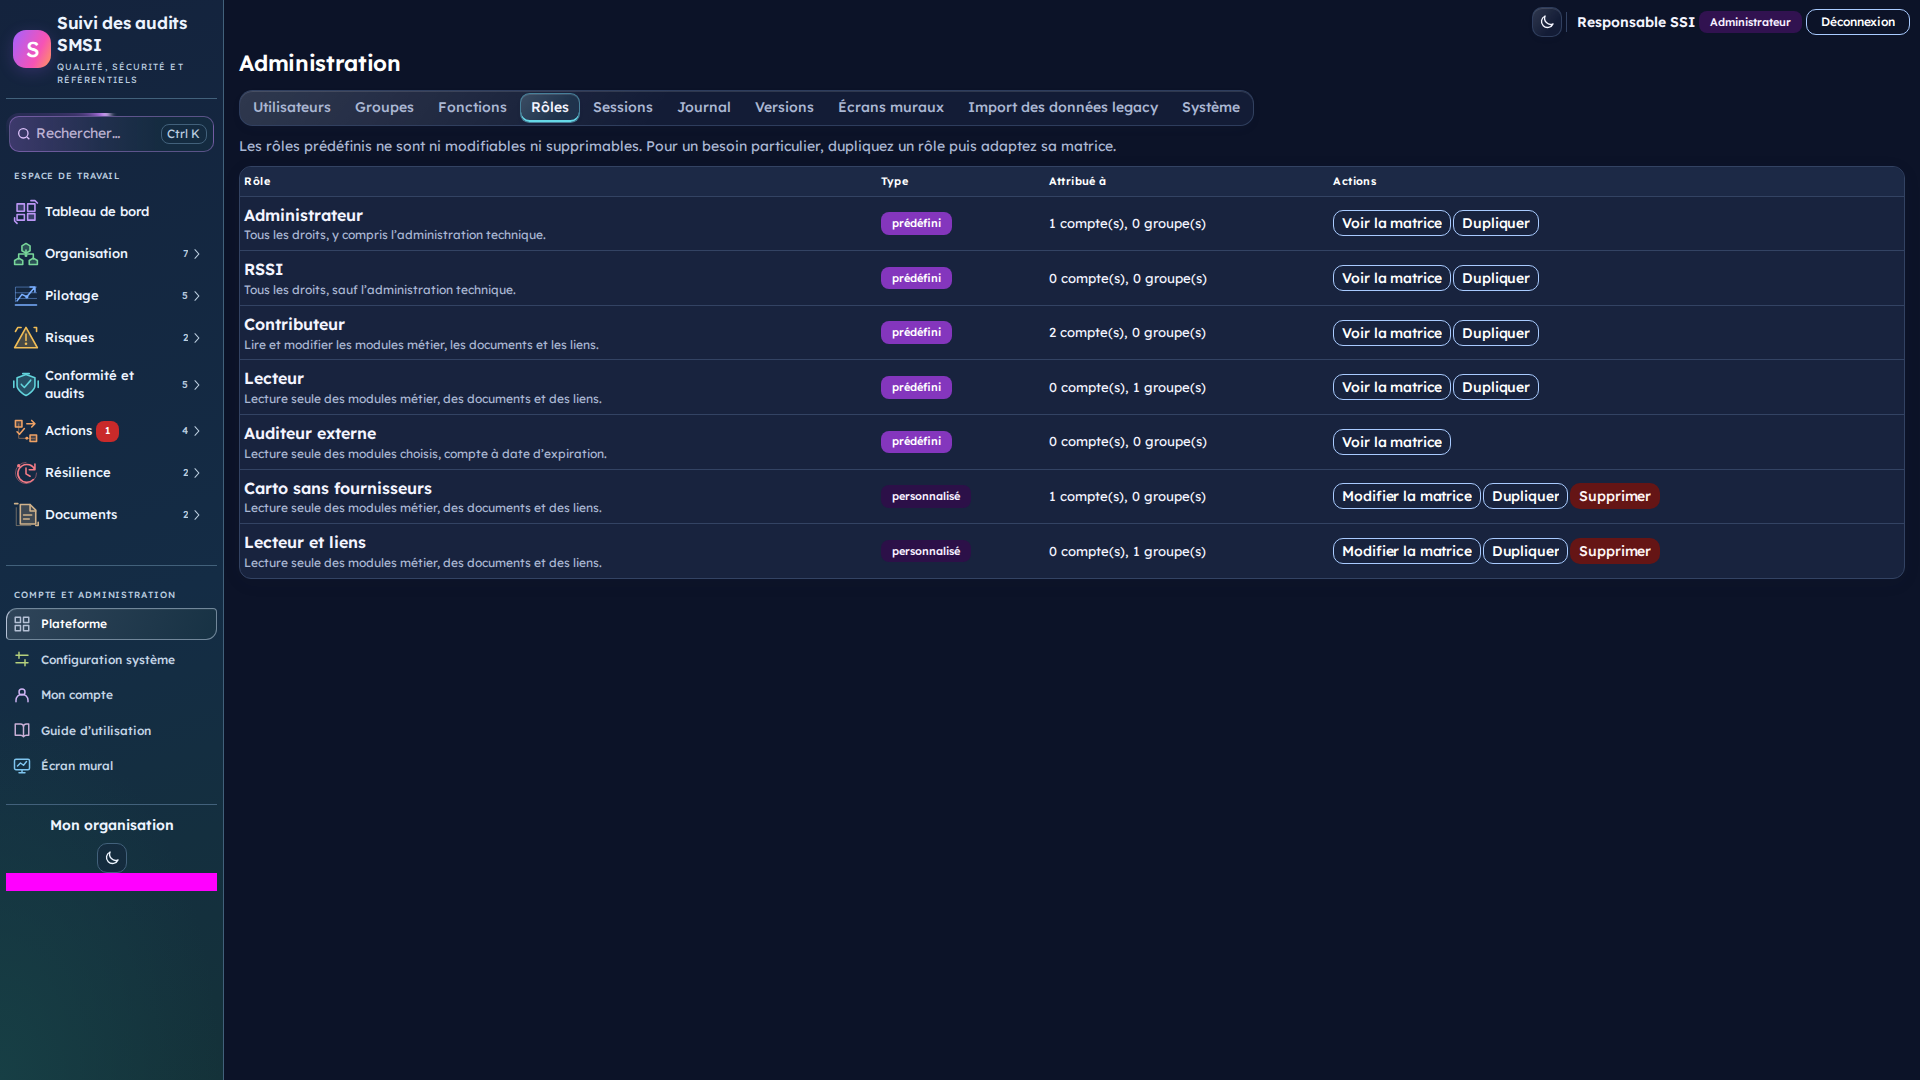 Suivi des audits
SMSI
QUALITÉ, SÉCURITÉ ET
RÉFÉRENTIELS
S
Rechercher...
Ctrl K
ESPACE DE TRAVAIL
Tableau de bord
Organisation 7
Pilotage 5
Risques 2
Conformité et
audits 5
Actions 1 4
Résilience 2
Documents 2
COMPTE ET ADMINISTRATION
Plateforme
Configuration système
Mon compte
Guide d’utilisation
Écran mural
Mon organisation
Responsable SSI Administrateur Déconnexion
Administration
Utilisateurs Groupes Fonctions Rôles Sessions Journal Versions Écrans muraux Import des données legacy Système
Les rôles prédéfinis ne sont ni modifiables ni supprimables. Pour un besoin particulier, dupliquez un rôle puis adaptez sa matrice.
Rôle Type Attribué à Actions
Administrateur
Tous les droits, y compris l’administration technique.
prédéfini 1 compte(s), 0 groupe(s) Voir la matrice Dupliquer
RSSI
Tous les droits, sauf l’administration technique.
prédéfini 0 compte(s), 0 groupe(s) Voir la matrice Dupliquer
Contributeur
Lire et modifier les modules métier, les documents et les liens.
prédéfini 2 compte(s), 0 groupe(s) Voir la matrice Dupliquer
Lecteur
Lecture seule des modules métier, des documents et des liens.
prédéfini 0 compte(s), 1 groupe(s) Voir la matrice Dupliquer
Auditeur externe
Lecture seule des modules choisis, compte à date d’expiration.
prédéfini 0 compte(s), 0 groupe(s) Voir la matrice
Carto sans fournisseurs
Lecture seule des modules métier, des documents et des liens.
personnalisé 1 compte(s), 0 groupe(s) Modifier la matrice Dupliquer Supprimer
Lecteur et liens
Lecture seule des modules métier, des documents et des liens.
personnalisé 0 compte(s), 1 groupe(s) Modifier la matrice Dupliquer Supprimer